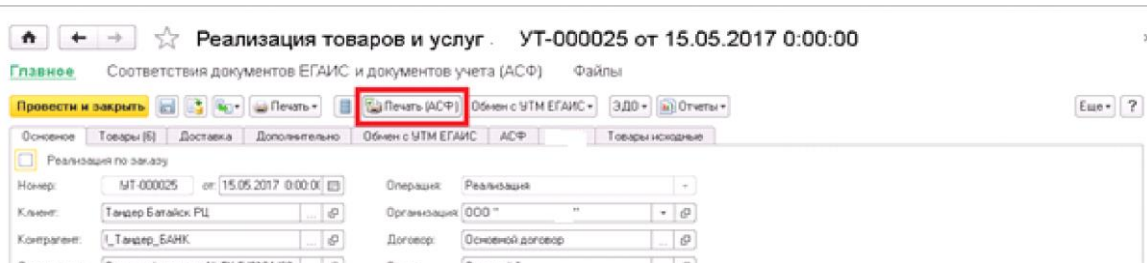 Реализация товаров и услуг УТ-000025 от 15.05.2017 0:00:00
Главное Соответствия документов ЕГАИС и документов учета (АСФ) Файлы
Провести и закрыть Печать Печать (АСФ) Обмен с УТМ ЕГАИС ЭДО Отчеты Еще ?
Основное Товары (6) Доставка Дополнительно Обмен с УТМ ЕГАИС АСФ Товары исходные
Реализация по заказу
Номер: УТ-000025 от: 15.05.2017 0:00:0 Операция: Реализация
Клиент: Тандер Батайск РЦ Организация: ООО " "
Контрагент: !_Тандер_БАНК Договор: Основной договор